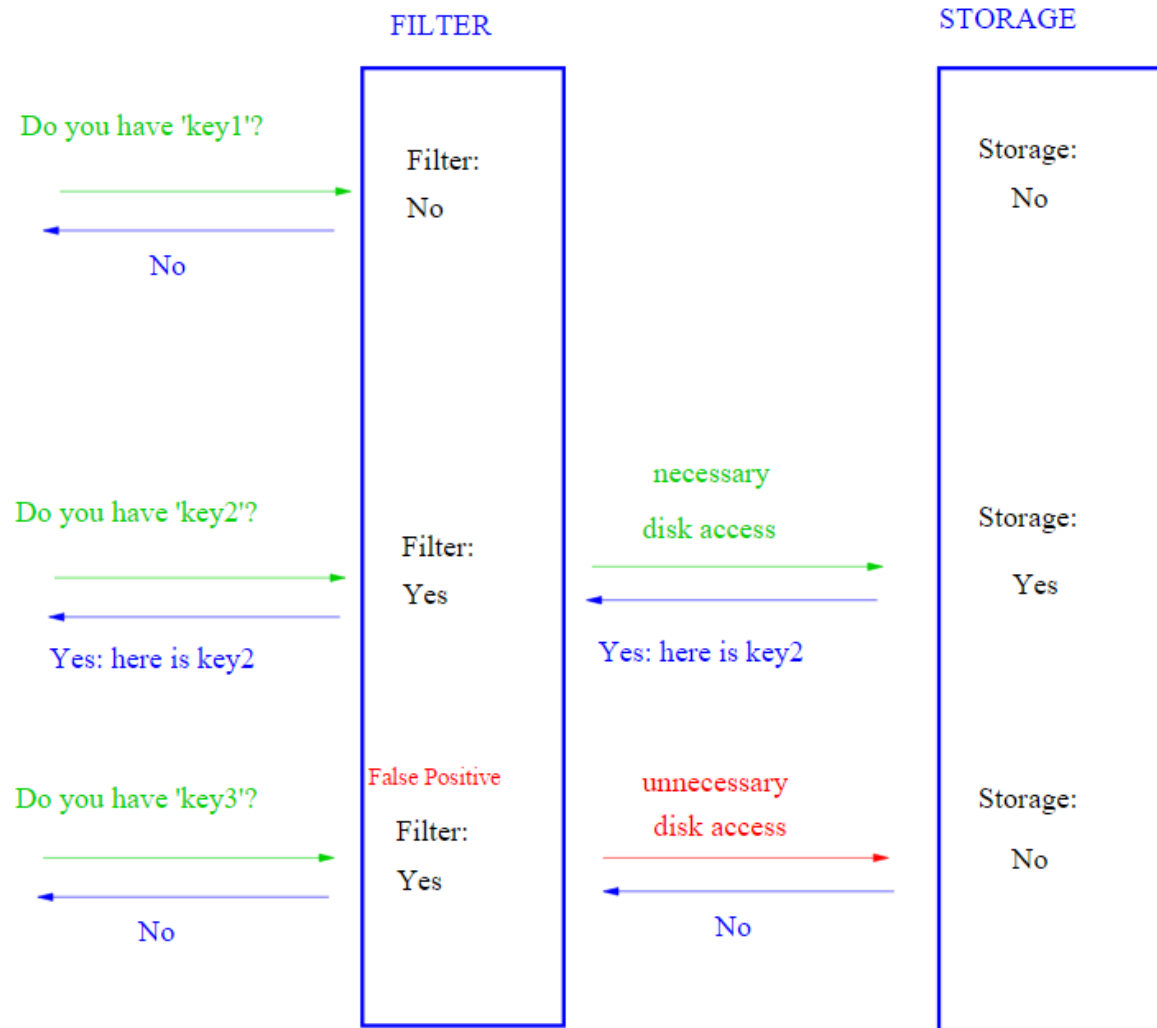 FILTER
STORAGE
Do you have 'key1'?
Filter:
No
Storage:
No
No
necessary
disk access
Do you have 'key2'?
Filter:
Yes
Storage:
Yes
Yes: here is key2
Yes: here is key2
False Positive
unnecessary
disk access
Do you have 'key3'?
Filter:
Yes
Storage:
No
No
No